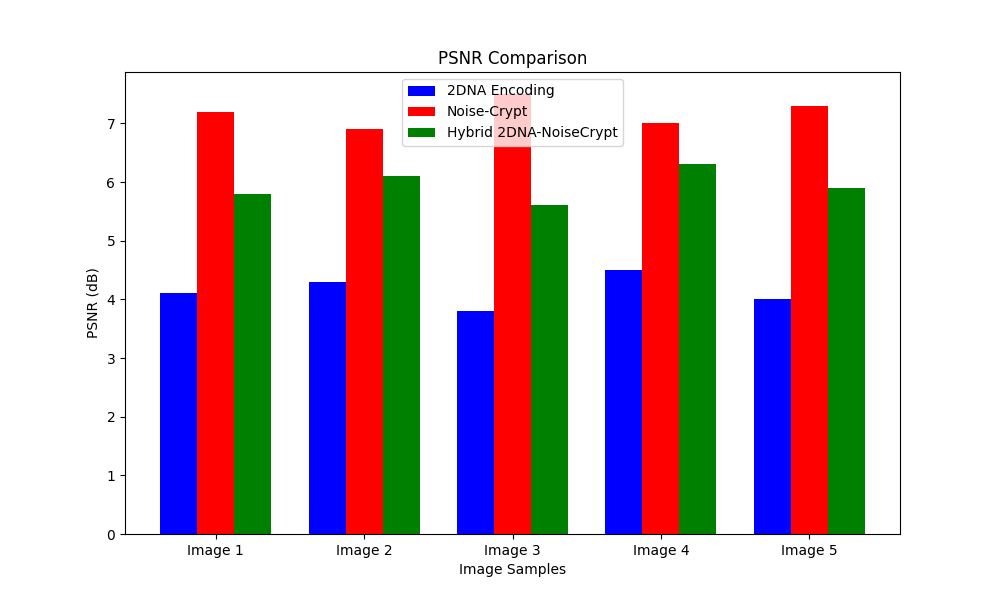 PSNR Comparison
2DNA Encoding
Noise-Crypt
Hybrid 2DNA-NoiseCrypt
PSNR (dB)
7
6
5
4
3
2
1
0
Image 1
Image 2
Image 3
Image 4
Image 5
Image Samples